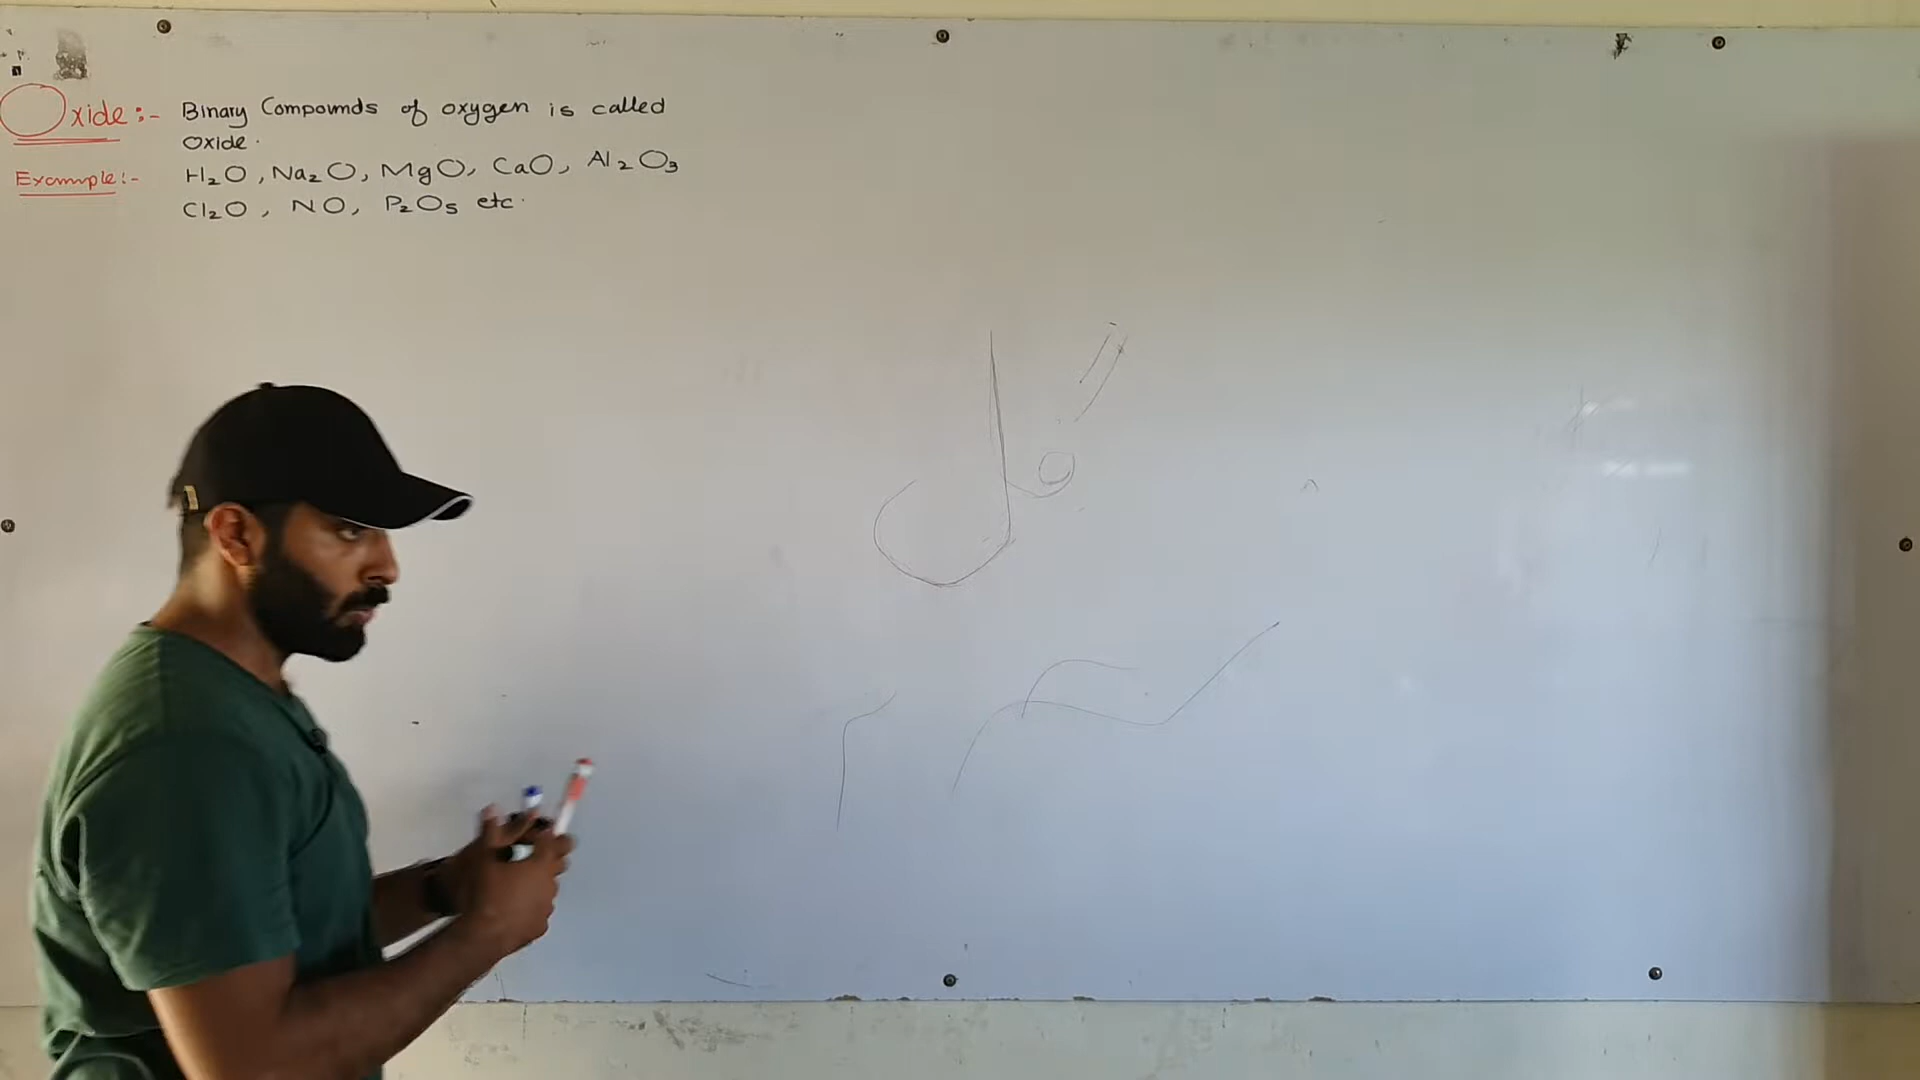 Oxide:- Binary Compounds of oxygen is called
Oxide.
Example:- H₂O, Na₂O, MgO, CaO, Al₂O₃
Cl₂O, NO, P₂O₅ etc.